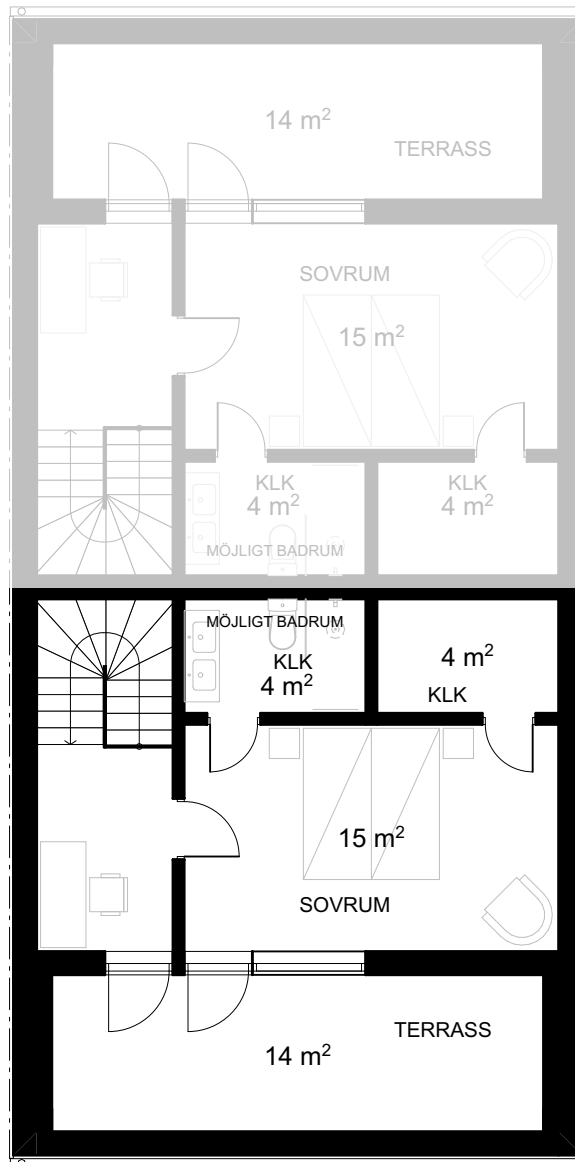 14 m²
TERRASS
SOVRUM
15 m²
KLK
4 m²
KLK
4 m²
MÖJLIGT BADRUM
MÖJLIGT BADRUM
KLK
4 m²
4 m²
KLK
15 m²
SOVRUM
TERRASS
14 m²